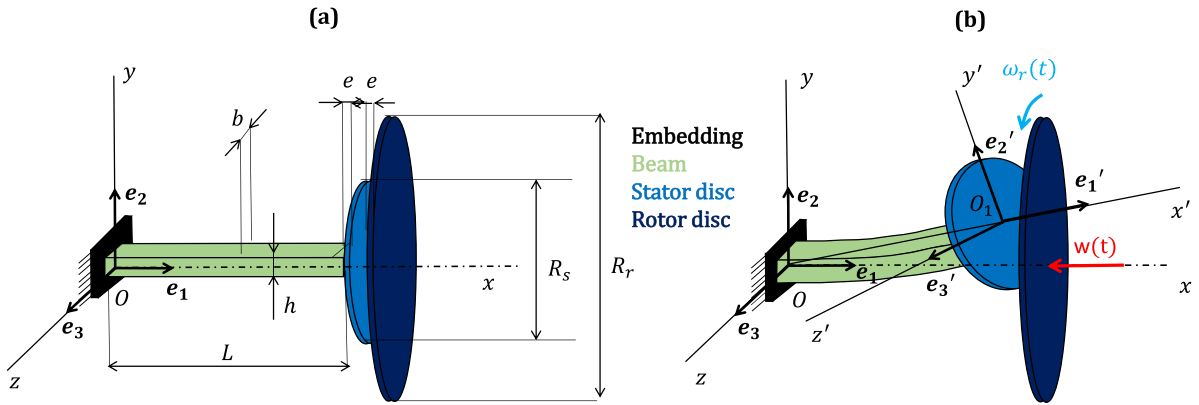 (a)
y
b
e e
e₂
O
e₁
e₃
z
L
h
x
Rₛ
Rᵣ
Embedding
Beam
Stator disc
Rotor disc
(b)
y′
ωᵣ(t)
y
e₂′
e₁′
e₂
O₁
x′
w(t)
O
e₁
e₃′
x
e₃
z′
z